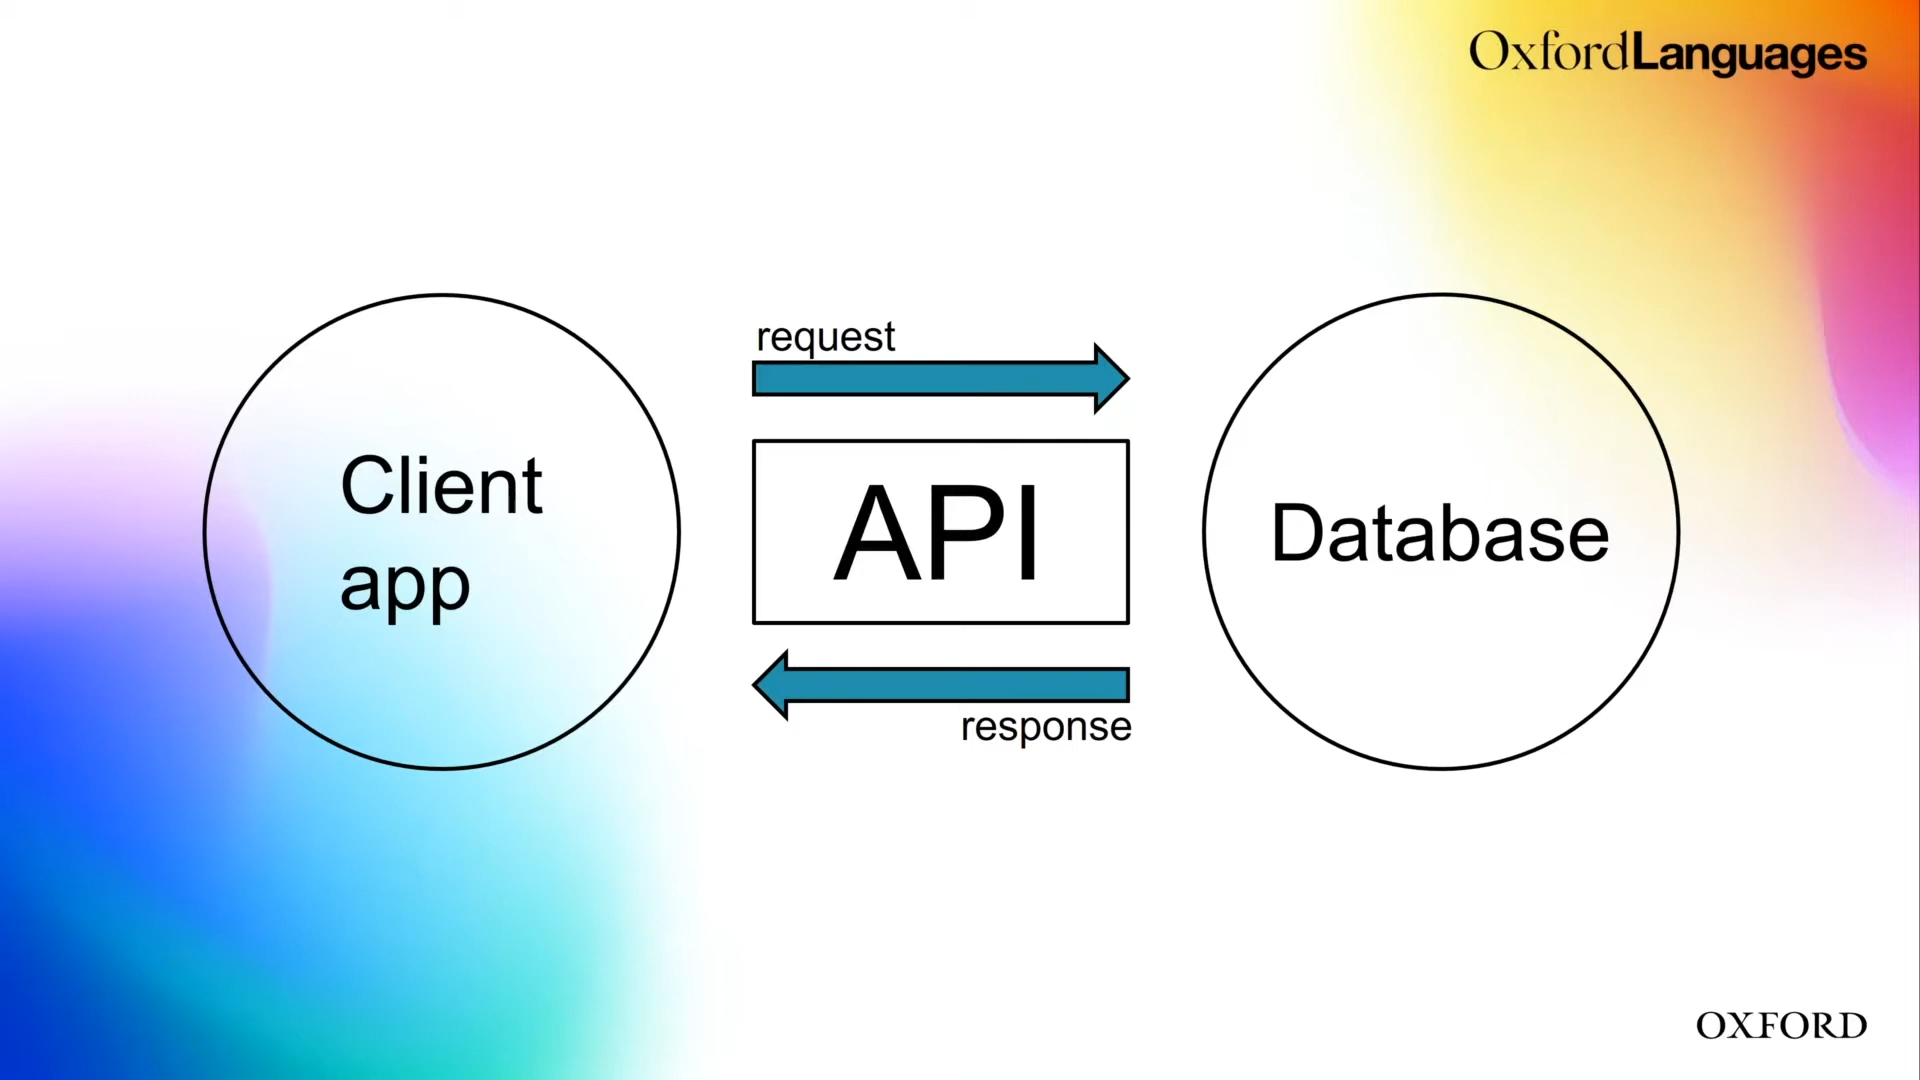 OxfordLanguages
request
Client
app
API
Database
response
OXFORD